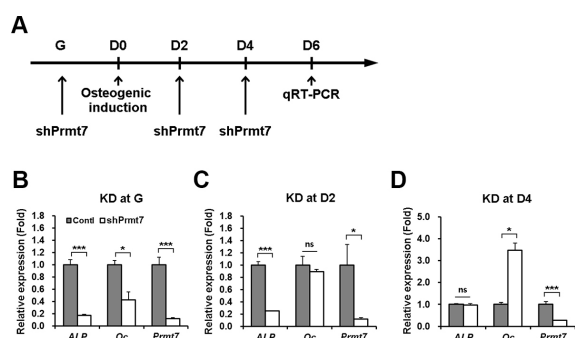 A
G D0 D2 D4 D6
Osteogenic
induction
qRT-PCR
shPrmt7 shPrmt7 shPrmt7
B KD at G
Contl shPrmt7
Relative expression (Fold)
1.8
1.6
1.4
1.2
1.0
0.8
0.6
0.4
0.2
0.0
*** * ***
ALP Oc Prmt7
C KD at D2
Relative expression (Fold)
1.8
1.6
1.4
1.2
1.0
0.8
0.6
0.4
0.2
0.0
*** ns *
ALP Oc Prmt7
D KD at D4
Relative expression (Fold)
5.0
4.0
3.0
2.0
1.0
0.0
ns * ***
ALP Oc Prmt7